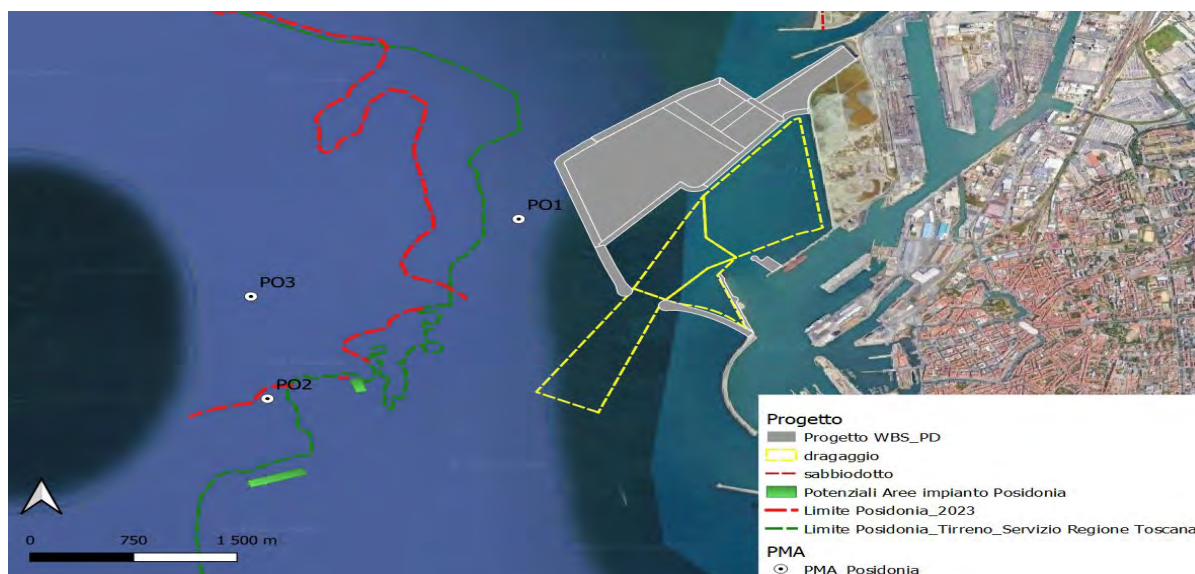 PO1
PO3
PO2
0 750 1 500 m
Progetto
Progetto WBS_PD
dragaggio
sabbiodotto
Potenziali Aree impianto Posidonia
Limite Posidonia_2023
Limite Posidonia_Tirreno_Servizio Regione Toscana
PMA
PMA_Posidonia